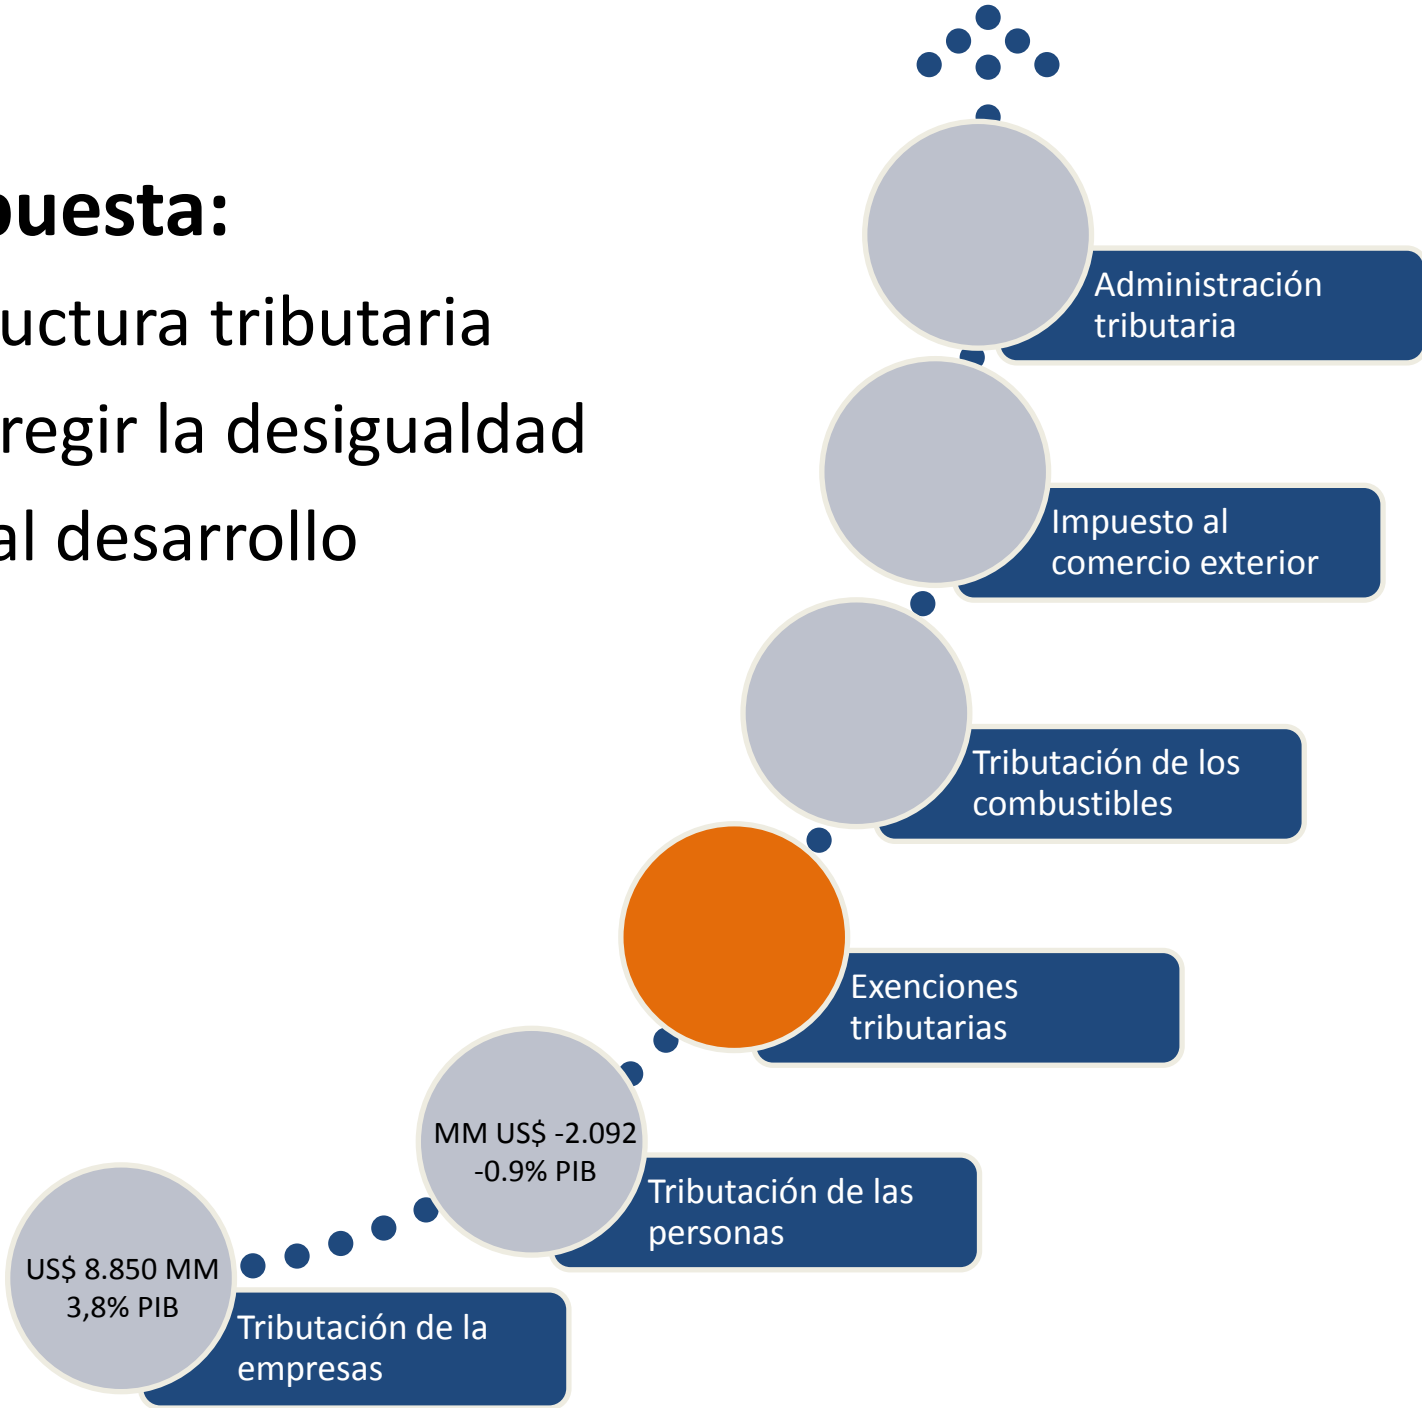 puesta:
uctura tributaria
regir la desigualdad
al desarrollo
Administración
tributaria
Impuesto al
comercio exterior
Tributación de los
combustibles
Exenciones
tributarias
MM US$ -2.092
-0.9% PIB
Tributación de las
personas
US$ 8.850 MM
3,8% PIB
Tributación de la
empresas